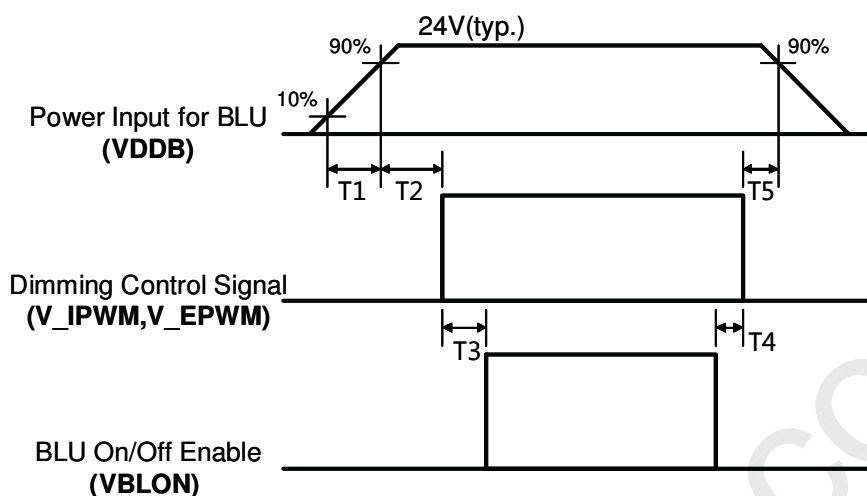 24V(typ.)
90%
90%
10%
Power Input for BLU
(VDDB)
T1
T2
T5
Dimming Control Signal
(V_IPWM,V_EPWM)
T3
T4
BLU On/Off Enable
(VBLON)